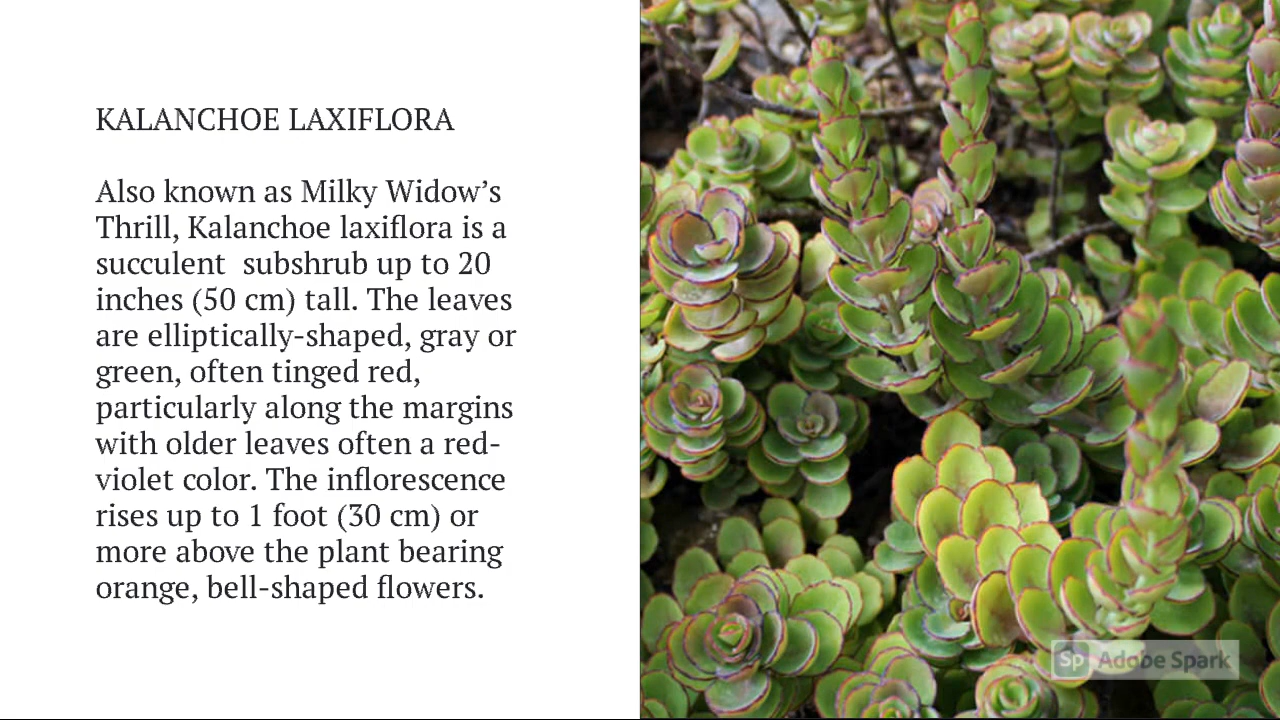 KALANCHOE LAXIFLORA
Also known as Milky Widow’s
Thrill, Kalanchoe laxiflora is a
succulent  subshrub up to 20
inches (50 cm) tall. The leaves
are elliptically-shaped, gray or
green, often tinged red,
particularly along the margins
with older leaves often a red-
violet color. The inflorescence
rises up to 1 foot (30 cm) or
more above the plant bearing
orange, bell-shaped flowers.
Sp Adobe Spark